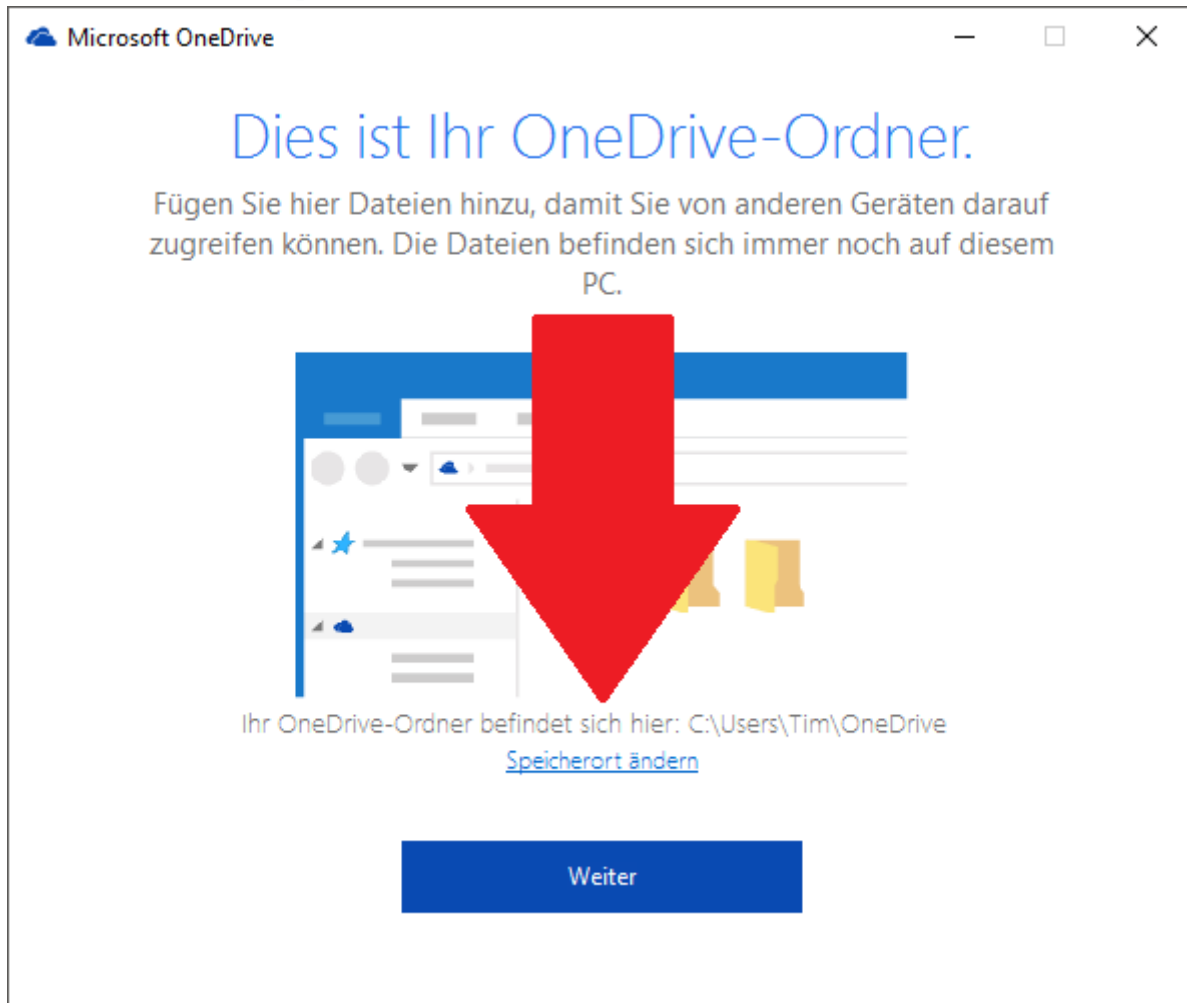 Microsoft OneDrive
Dies ist Ihr OneDrive-Ordner.
Fügen Sie hier Dateien hinzu, damit Sie von anderen Geräten darauf
zugreifen können. Die Dateien befinden sich immer noch auf diesem
PC.
Ihr OneDrive-Ordner befindet sich hier: C:\Users\Tim\OneDrive
Speicherort ändern
Weiter